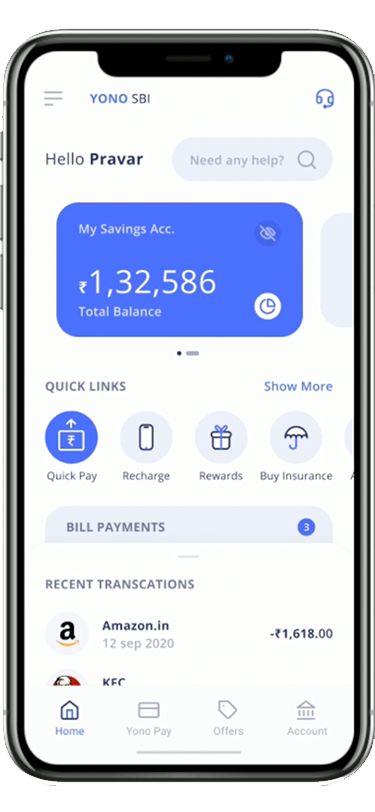 YONO SBI
Hello Pravar
Need any help?
My Savings Acc.
₹1,32,586
Total Balance
QUICK LINKS Show More
₹
Quick Pay Recharge Rewards Buy Insurance
BILL PAYMENTS 3
RECENT TRANSCATIONS
a Amazon.in
12 sep 2020
-₹1,618.00
KFC
Home Yono Pay Offers Account